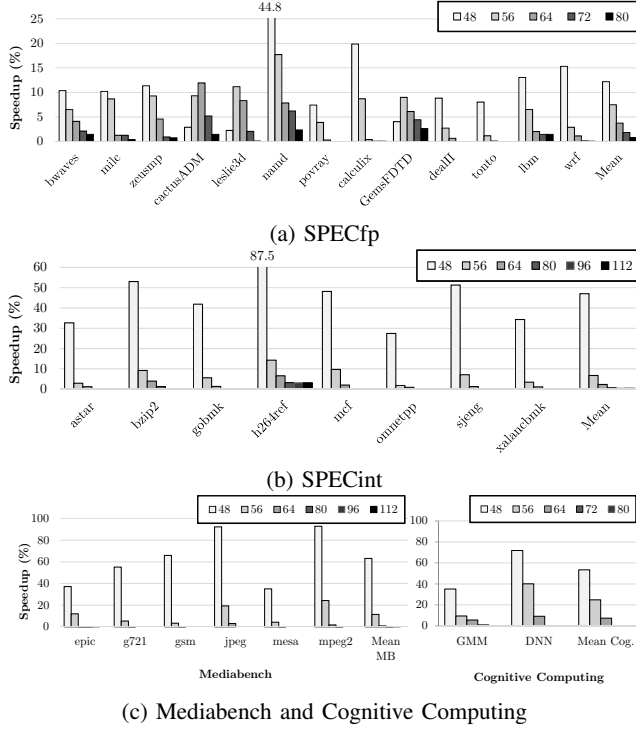 44.8
48 56 64 72 80
25
20
15
10
5
0
Speedup (%)
bwaves milc zeusmp cactusADM leslie3d namd povray calculix GemsFDTD dealII tonto lbm wrf Mean
(a) SPECfp
87.5
48 56 64 80 96 112
60
50
40
30
20
10
0
Speedup (%)
astar bzip2 gobmk h264ref mcf omnetpp sjeng xalancbmk Mean
(b) SPECint
48 56 64 80 96 112
100
80
60
40
20
0
Speedup (%)
epic g721 gsm jpeg mesa mpeg2 Mean
MB
Mediabench
48 56 64 72 80
100
80
60
40
20
0
GMM DNN Mean Cog.
Cognitive Computing
(c) Mediabench and Cognitive Computing